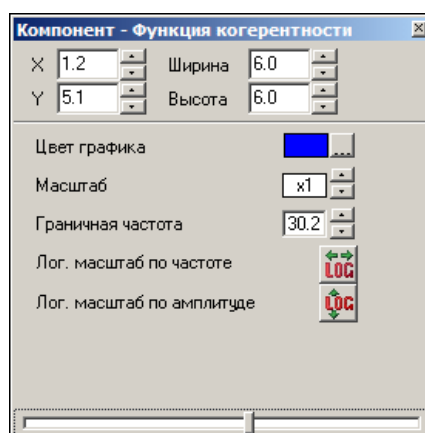 Компонент - Функция когерентности
X 1.2 Ширина 6.0
Y 5.1 Высота 6.0
Цвет графика ...
Масштаб x1
Граничная частота 30.2
Лог. масштаб по частоте LOG
Лог. масштаб по амплитуде LOG